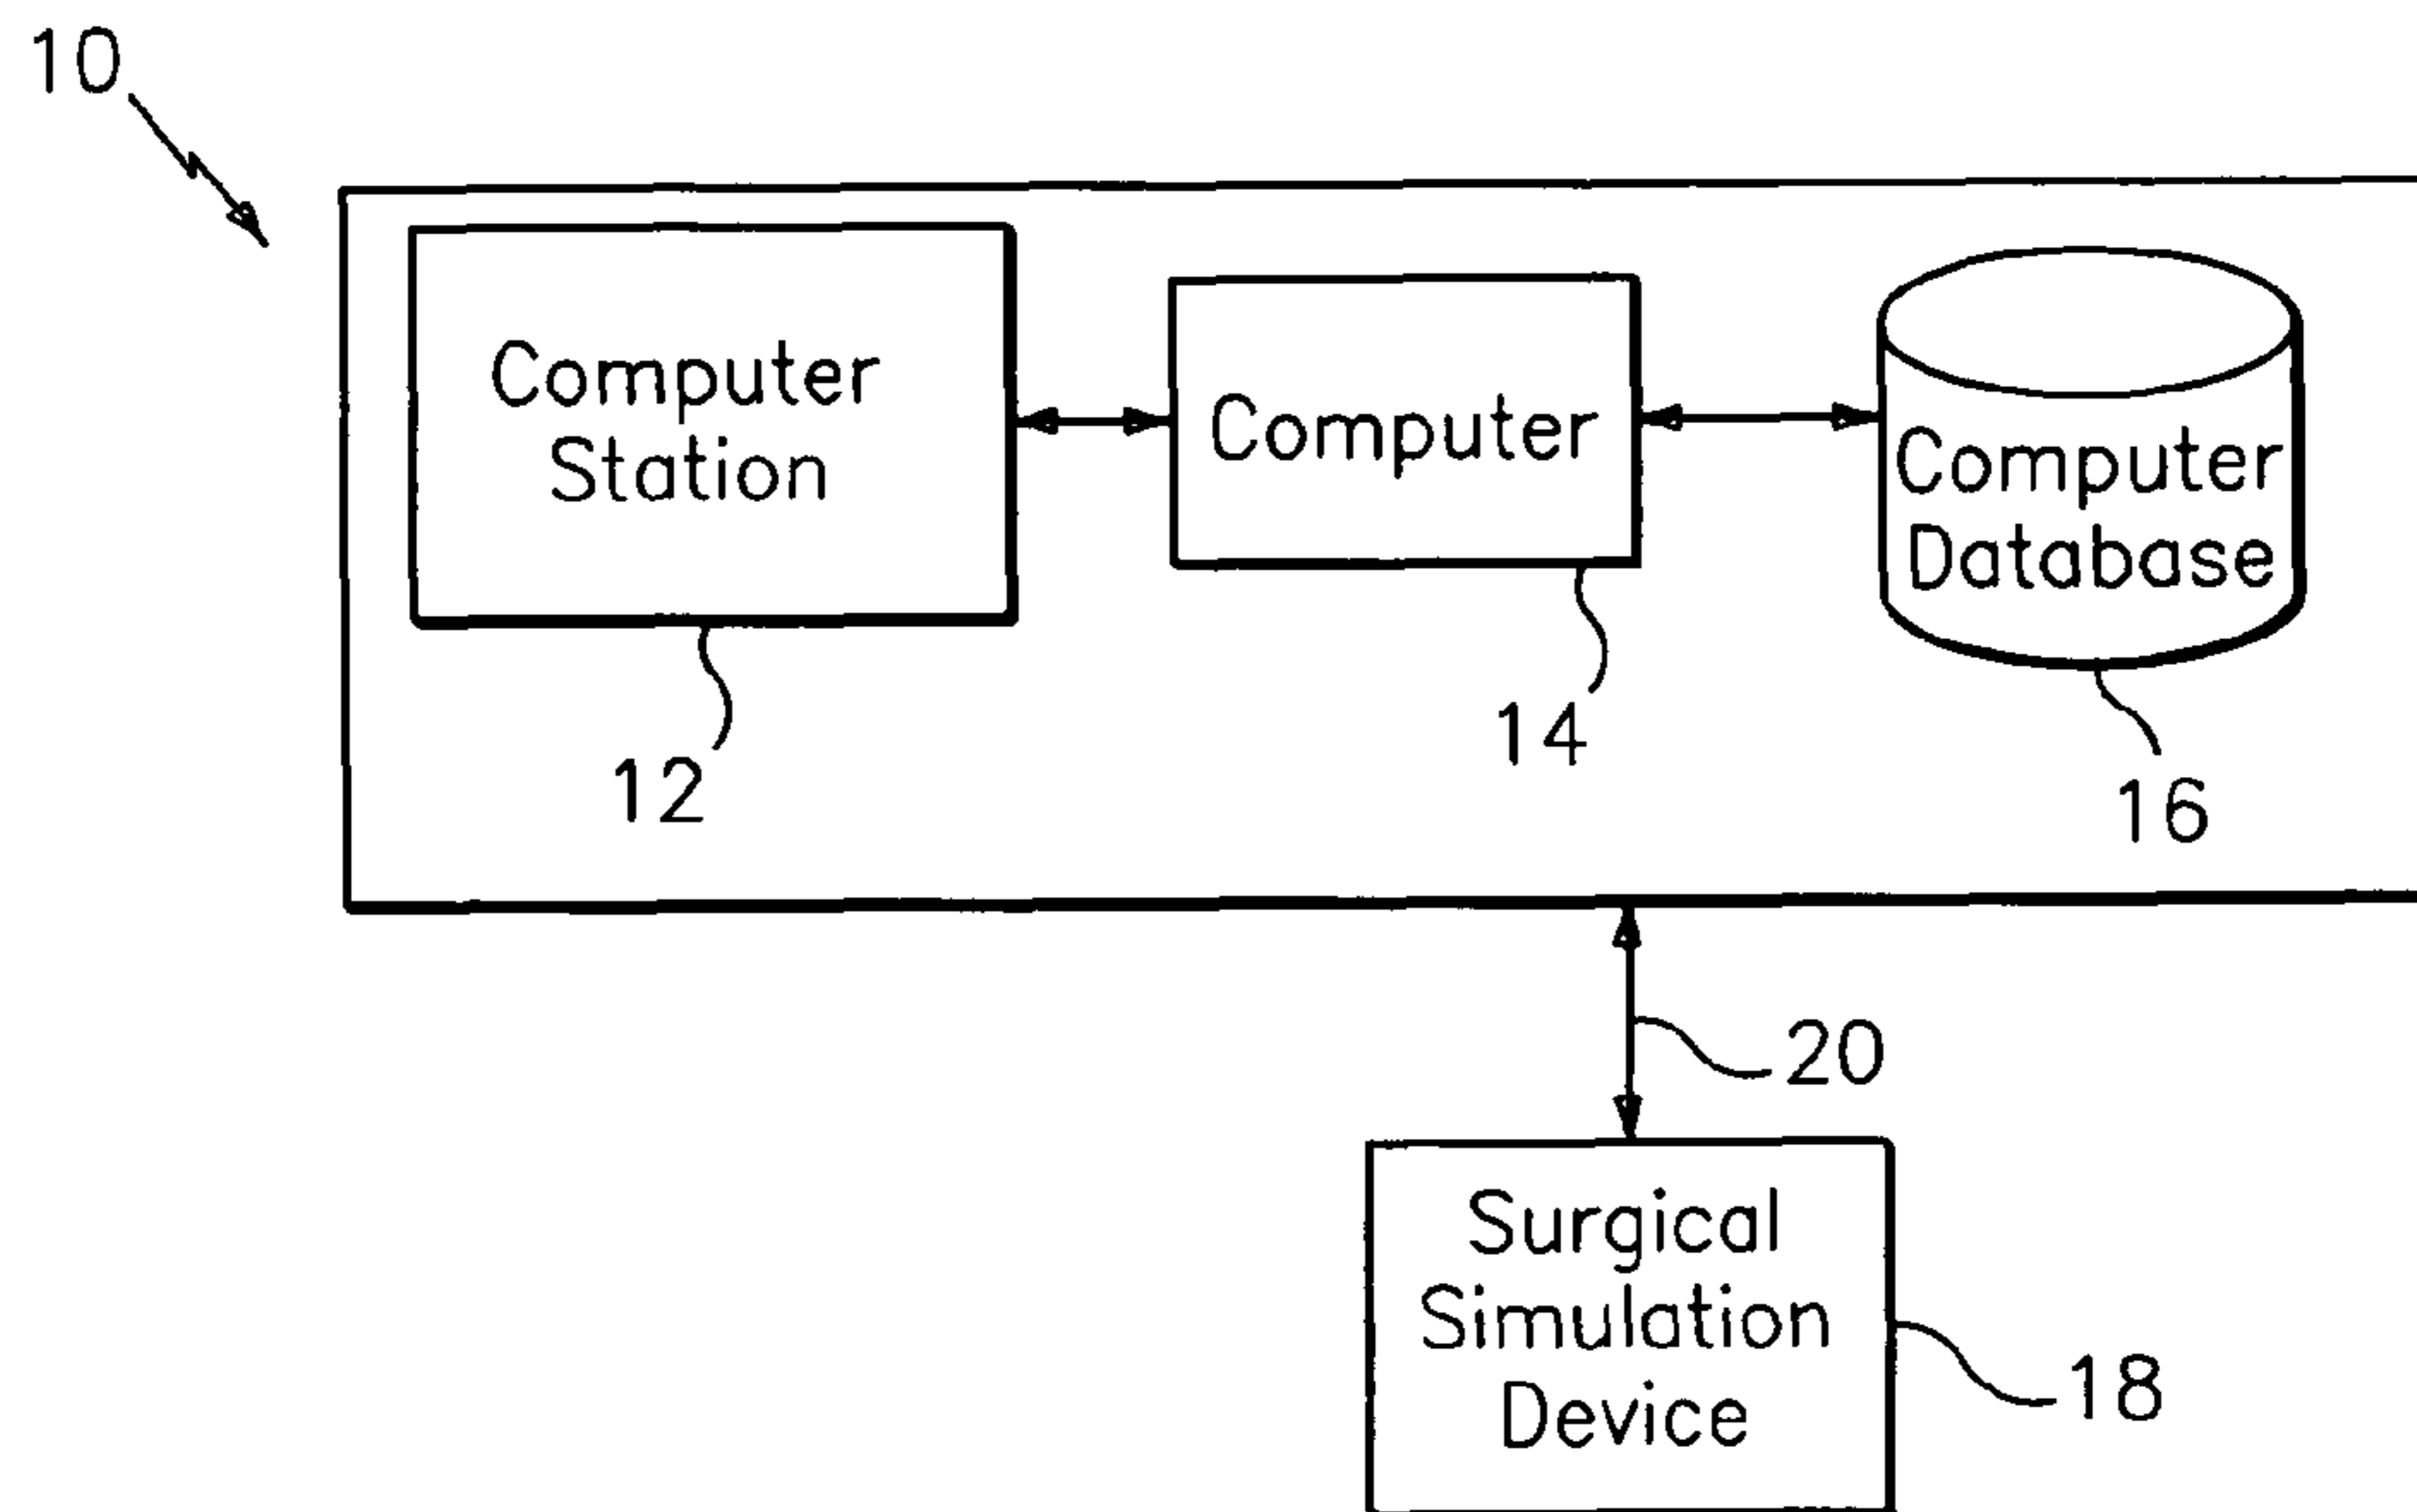 10
Computer
Station
Computer
Computer
Database
12
14
16
20
Surgical
Simulation
Device
18